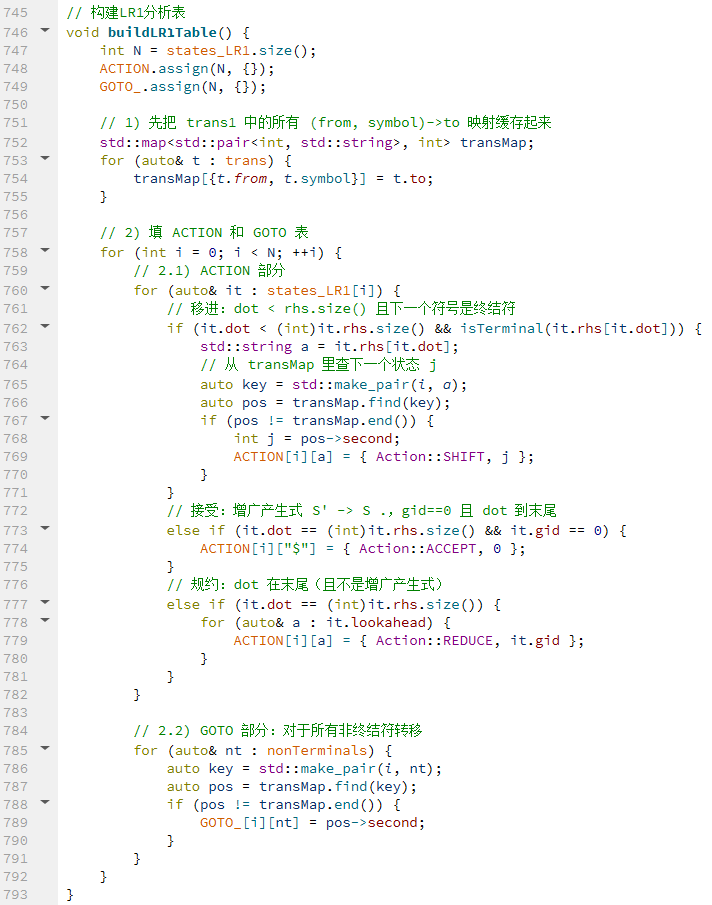 745 // 构建LR1分析表
746 void buildLR1Table() {
747     int N = states_LR1.size();
748     ACTION.assign(N, {});
749     GOTO_.assign(N, {});
750
751     // 1) 先把 trans1 中的所有 (from, symbol)->to 映射缓存起来
752     std::map<std::pair<int, std::string>, int> transMap;
753     for (auto& t : trans) {
754         transMap[{t.from, t.symbol}] = t.to;
755     }
756
757     // 2) 填 ACTION 和 GOTO 表
758     for (int i = 0; i < N; ++i) {
759         // 2.1) ACTION 部分
760         for (auto& it : states_LR1[i]) {
761             // 移进：dot < rhs.size() 且下一个符号是终结符
762             if (it.dot < (int)it.rhs.size() && isTerminal(it.rhs[it.dot])) {
763                 std::string a = it.rhs[it.dot];
764                 // 从 transMap 里查下一个状态 j
765                 auto key = std::make_pair(i, a);
766                 auto pos = transMap.find(key);
767                 if (pos != transMap.end()) {
768                     int j = pos->second;
769                     ACTION[i][a] = { Action::SHIFT, j };
770                 }
771             }
772             // 接受：增广产生式 S' -> S .，gid==0 且 dot 到末尾
773             else if (it.dot == (int)it.rhs.size() && it.gid == 0) {
774                 ACTION[i]["$"] = { Action::ACCEPT, 0 };
775             }
776             // 规约：dot 在末尾（且不是增广产生式）
777             else if (it.dot == (int)it.rhs.size()) {
778                 for (auto& a : it.lookahead) {
779                     ACTION[i][a] = { Action::REDUCE, it.gid };
780                 }
781             }
782         }
783
784         // 2.2) GOTO 部分：对于所有非终结符转移
785         for (auto& nt : nonTerminals) {
786             auto key = std::make_pair(i, nt);
787             auto pos = transMap.find(key);
788             if (pos != transMap.end()) {
789                 GOTO_[i][nt] = pos->second;
790             }
791         }
792     }
793 }